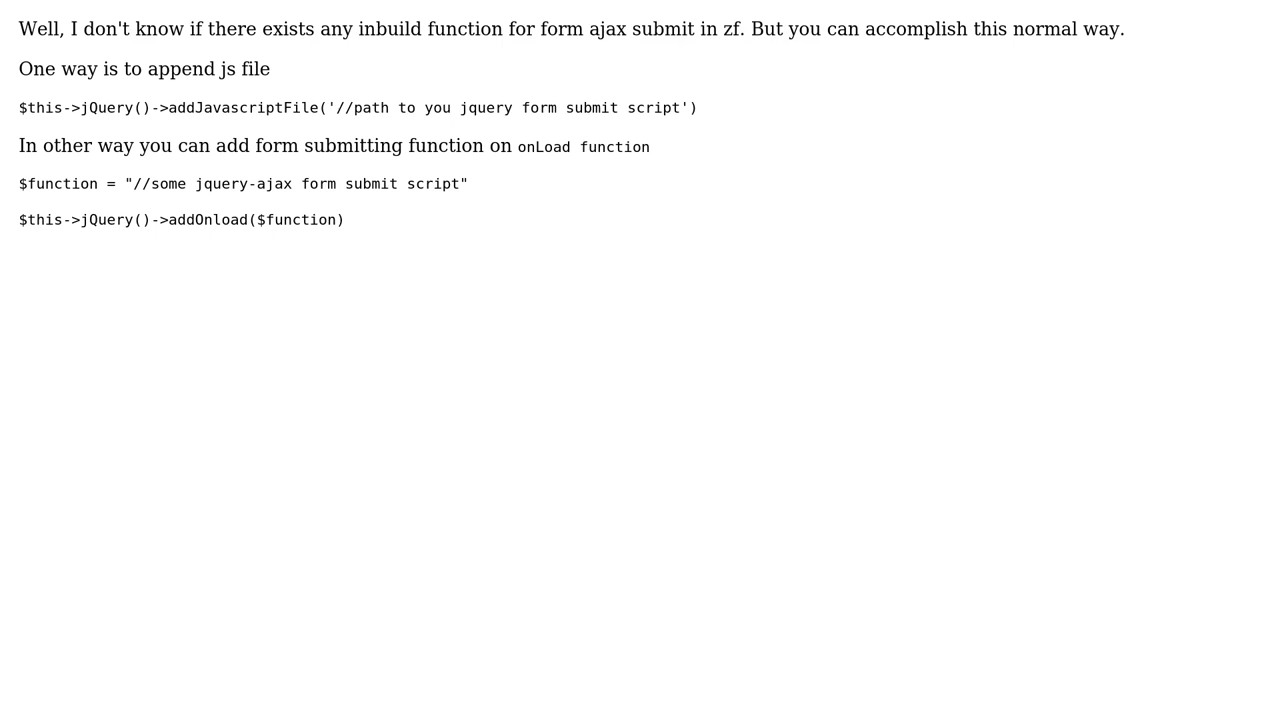 Well, I don't know if there exists any inbuild function for form ajax submit in zf. But you can accomplish this normal way.
One way is to append js file
$this->jQuery()->addJavascriptFile('//path to you jquery form submit script')
In other way you can add form submitting function on onLoad function
$function = "//some jquery-ajax form submit script"
$this->jQuery()->addOnload($function)